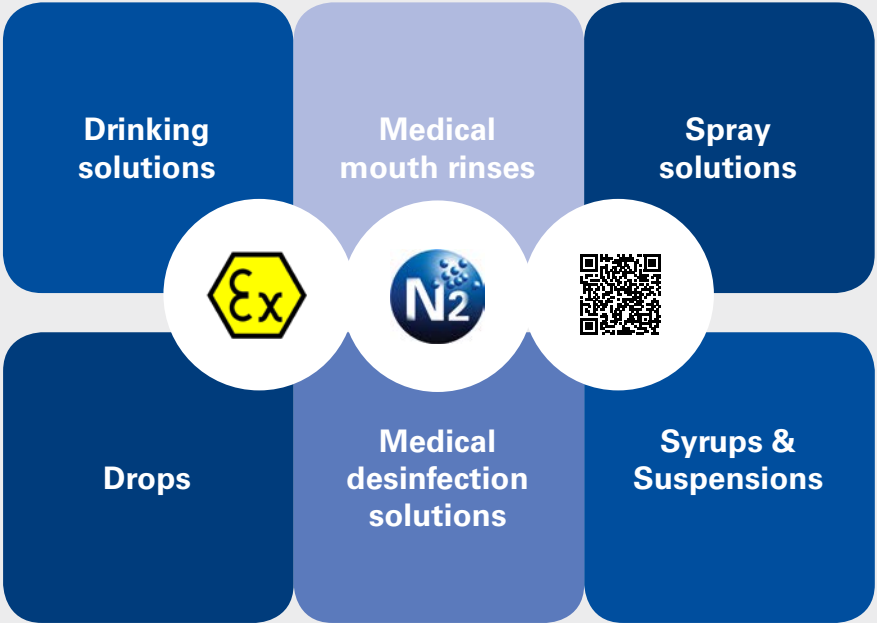 Drinking
solutions
Medical
mouth rinses
Spray
solutions
Ex
N2
Drops
Medical
desinfection
solutions
Syrups &
Suspensions